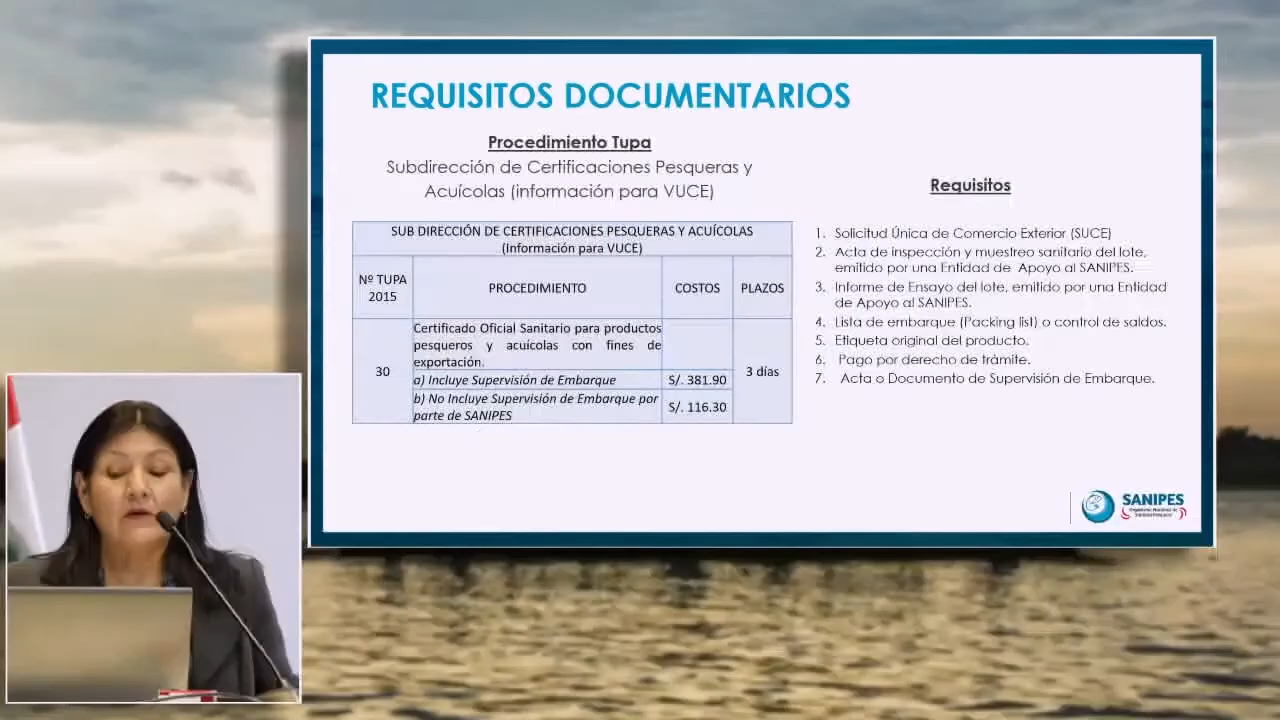 REQUISITOS DOCUMENTARIOS
Procedimiento Tupa
Subdirección de Certificaciones Pesqueras y
Acuícolas (información para VUCE)
SUB DIRECCIÓN DE CERTIFICACIONES PESQUERAS Y ACUÍCOLAS
(Información para VUCE)
Nº TUPA
2015
PROCEDIMIENTO
COSTOS
PLAZOS
30
Certificado Oficial Sanitario para productos
pesqueros y acuícolas con fines de
exportación.
a) Incluye Supervisión de Embarque
S/. 381.90
b) No Incluye Supervisión de Embarque por
parte de SANIPES
S/. 116.30
3 días
Requisitos
1. Solicitud Única de Comercio Exterior (SUCE)
2. Acta de inspección y muestreo sanitario del lote,
emitido por una Entidad de Apoyo al SANIPES.
3. Informe de Ensayo del lote, emitido por una Entidad
de Apoyo al SANIPES.
4. Lista de embarque (Packing list) o control de saldos.
5. Etiqueta original del producto.
6. Pago por derecho de trámite.
7. Acta o Documento de Supervisión de Embarque.
SANIPES